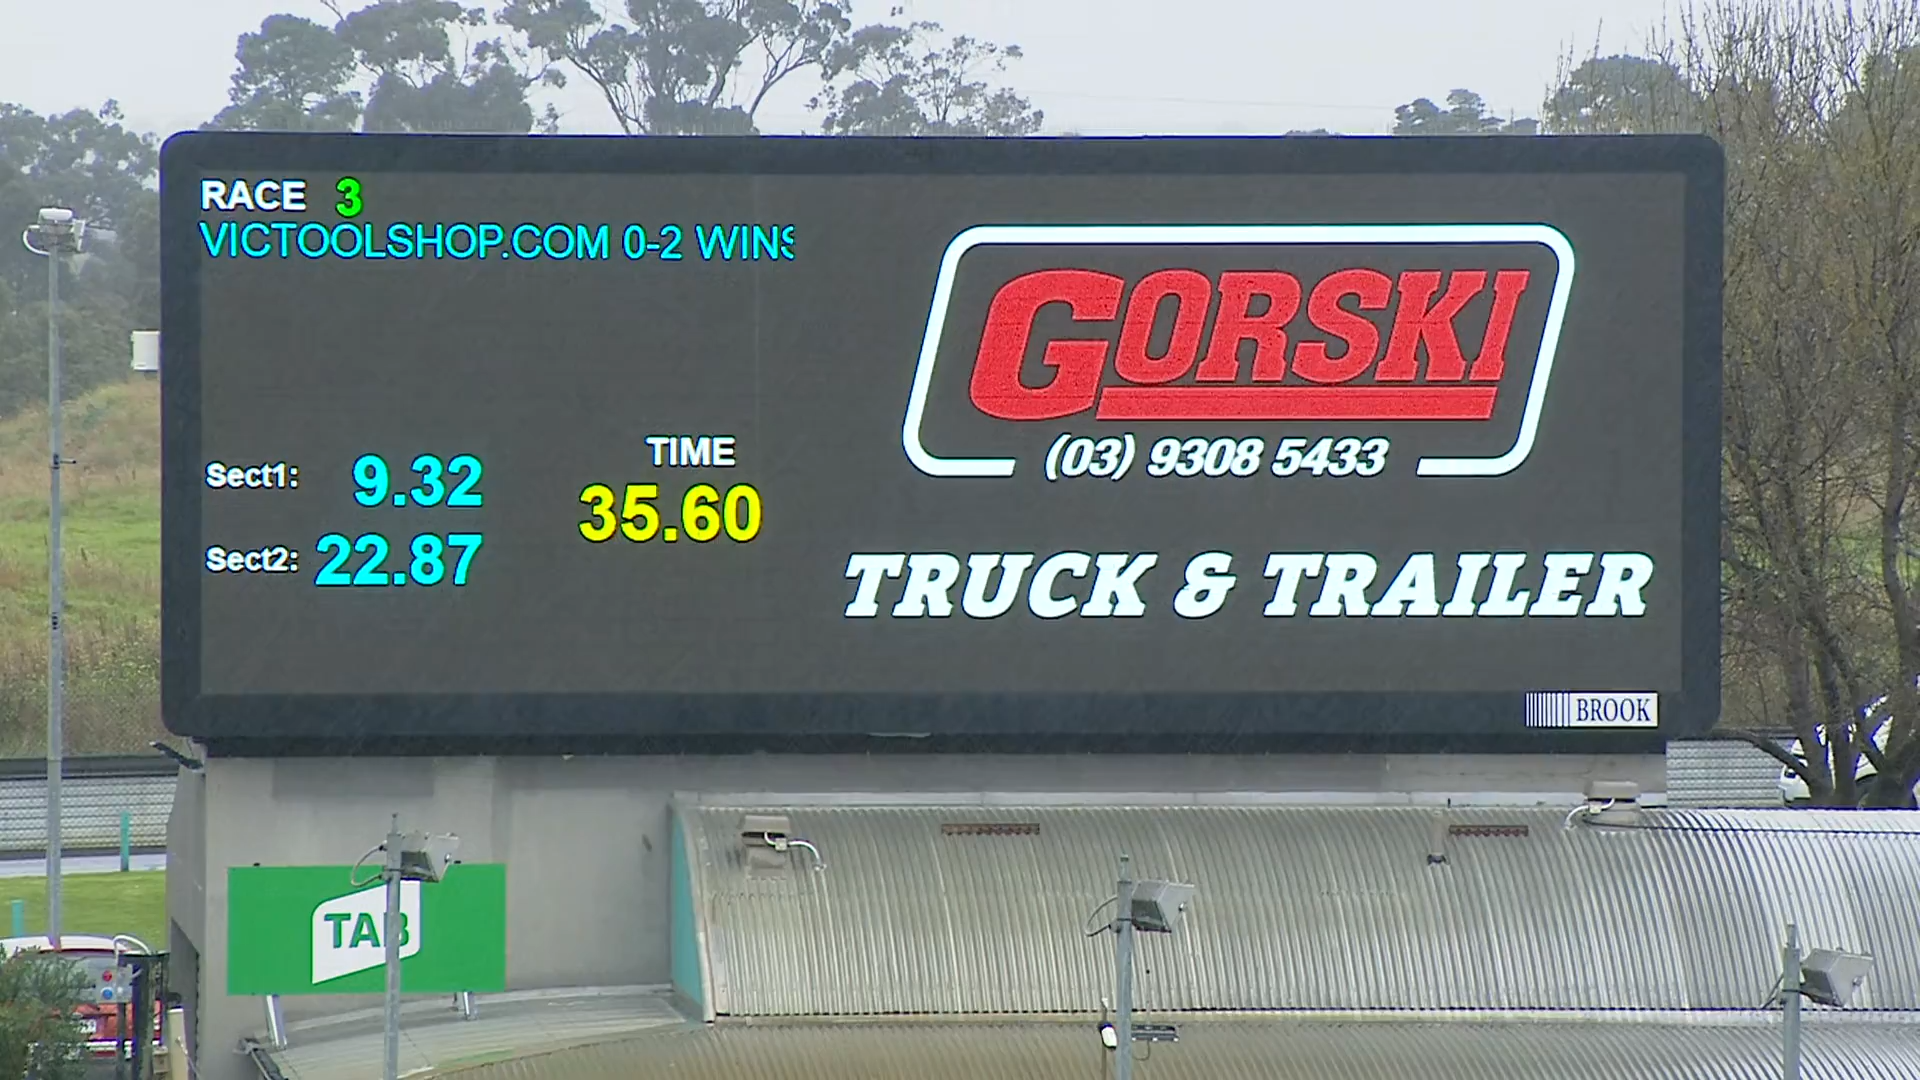 RACE 3
VICTOOLSHOP.COM 0-2 WINS
Sect1: 9.32
Sect2: 22.87
TIME
35.60
GORSKI
(03) 9308 5433
TRUCK & TRAILER
BROOK
TAB